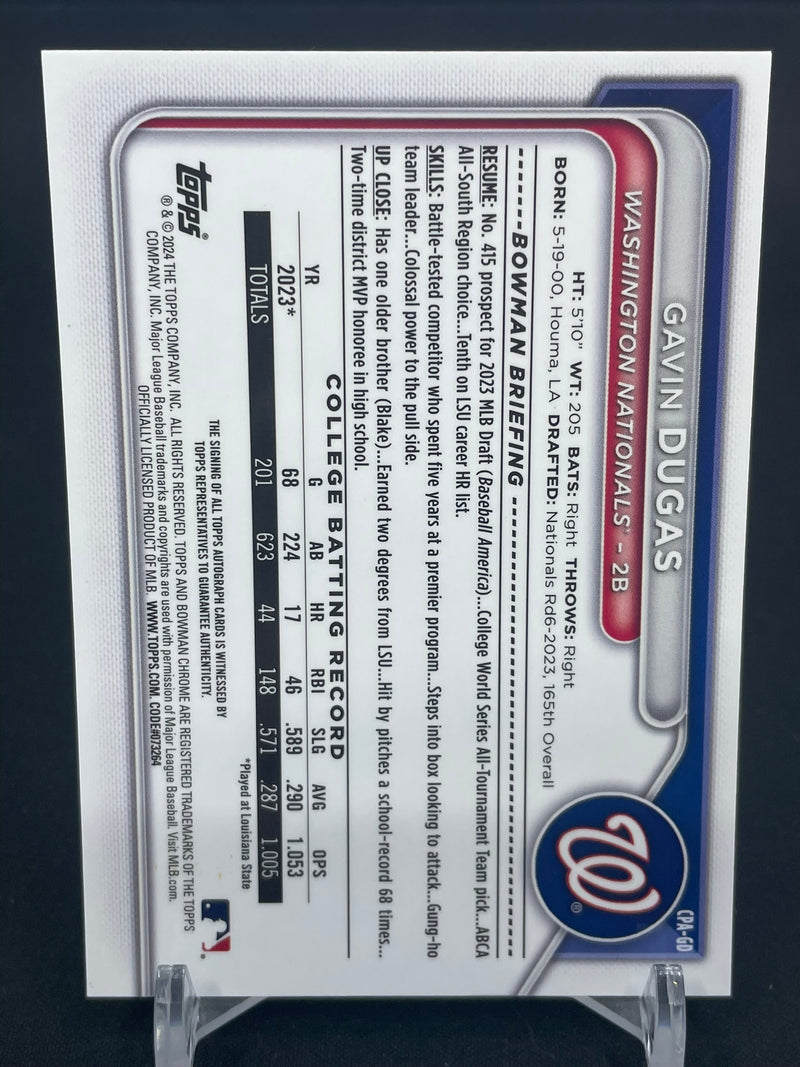 CPA-GD
GAVIN DUGAS
WASHINGTON NATIONALS® – 2B
W
®
HT: 5'10" WT: 205 BATS: Right THROWS: Right
BORN: 5-19-00, Houma, LA DRAFTED: Nationals Rd6-2023, 165th Overall
BOWMAN BRIEFING
RESUME: No. 415 prospect for 2023 MLB Draft (Baseball America)...College World Series All-Tournament Team pick...ABCA
All-South Region choice...Tenth on LSU career HR list.
SKILLS: Battle-tested competitor who spent five years at a premier program...Steps into box looking to attack...Gung-ho
team leader...Colossal power to the pull side.
UP CLOSE: Has one older brother (Blake)...Earned two degrees from LSU...Hit by pitches a school-record 68 times...
Two-time district MVP honoree in high school.
COLLEGE BATTING RECORD
YR G AB HR RBI SLG AVG OPS
2023* 68 224 17 46 .589 .290 1.053
TOTALS 201 623 44 148 .571 .287 1.005
*Played at Louisiana State
THE SIGNING OF ALL TOPPS AUTOGRAPH CARDS IS WITNESSED BY
TOPPS REPRESENTATIVES TO GUARANTEE AUTHENTICITY.
topps®
® & © 2024 THE TOPPS COMPANY, INC. ALL RIGHTS RESERVED. TOPPS AND BOWMAN CHROME ARE REGISTERED TRADEMARKS OF THE TOPPS
COMPANY, INC. Major League Baseball trademarks and copyrights are used with permission of Major League Baseball. Visit MLB.com.
OFFICIALLY LICENSED PRODUCT OF MLB. WWW.TOPPS.COM. CODE#073264